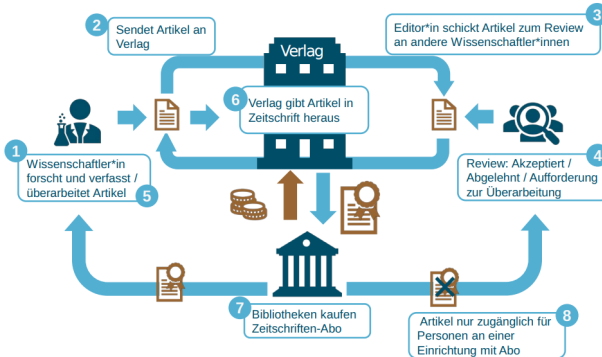 2
Sendet Artikel an
Verlag
Verlag
3
Editor*in schickt Artikel zum Review
an andere Wissenschaftler*innen
6
Verlag gibt Artikel in
Zeitschrift heraus
1
Wissenschaftler*in
forscht und verfasst /
überarbeitet Artikel
5
4
Review: Akzeptiert /
Abgelehnt / Aufforderung
zur Überarbeitung
7
Bibliotheken kaufen
Zeitschriften-Abo
8
Artikel nur zugänglich für
Personen an einer
Einrichtung mit Abo